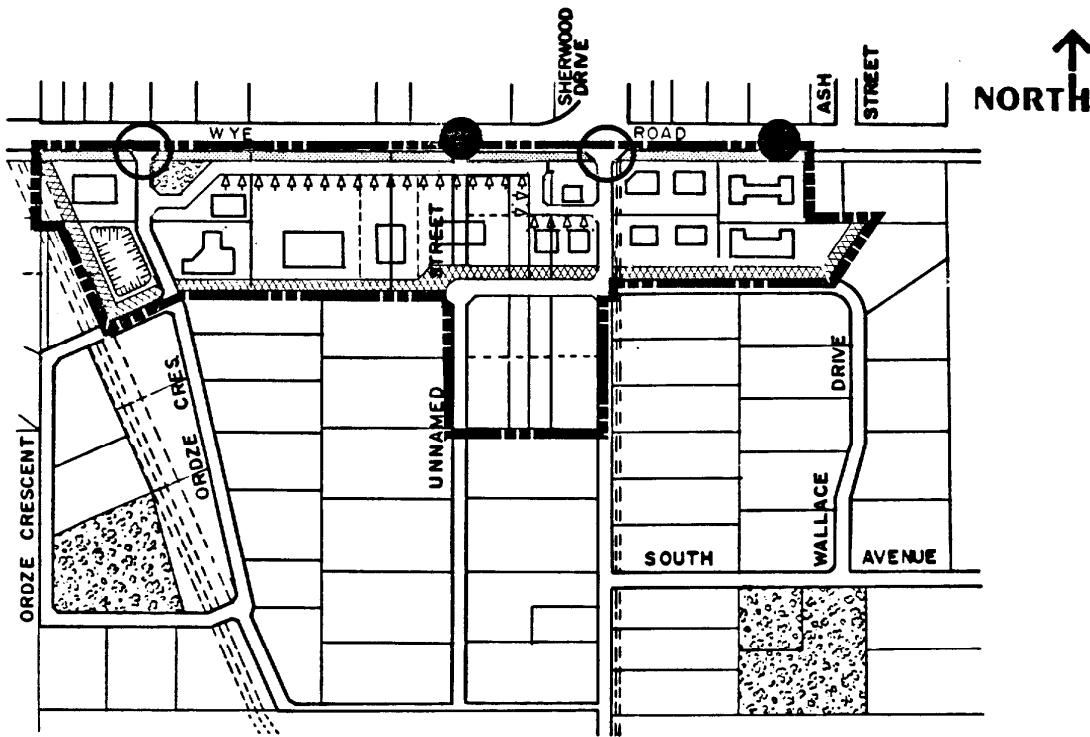 SHERWOOD
DRIVE
ASH
STREET
NORTH
WYE
ROAD
STREET
UNNAMED
ORDZE CRES.
ORDZE CRESCENT
DRIVE
WALLACE
SOUTH
AVENUE